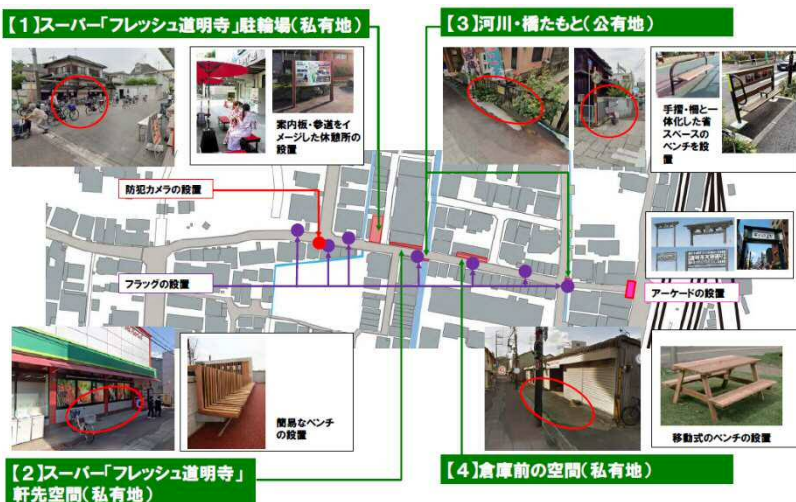 【1】スーパー「フレッシュ道明寺」駐輪場(私有地)
案内板・参道をイ
メージした休憩所の
設置
【3】河川・橋たもと(公有地)
手摺・柵と一
体化した省
スペースの
ベンチを設
置
防犯カメラの設置
フラッグの設置
アーケードの設置
簡易なベンチ
の設置
移動式のベンチの設置
【2】スーパー「フレッシュ道明寺」
軒先空間(私有地)
【4】倉庫前の空間(私有地)